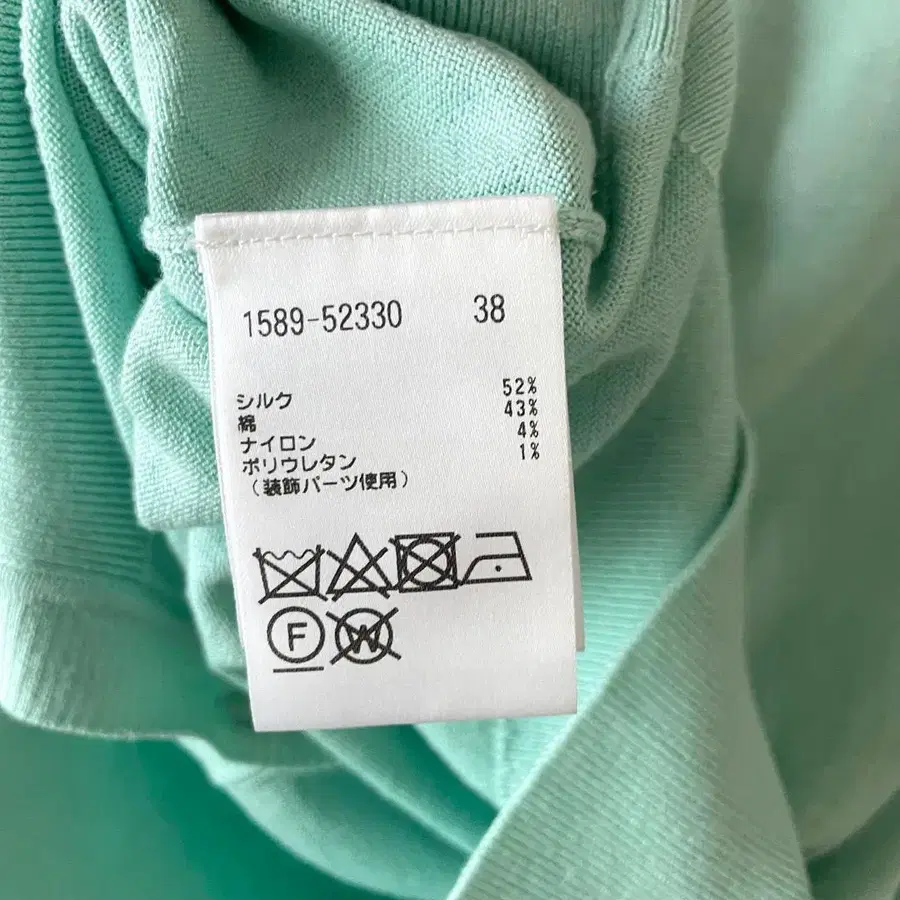 1589-52330 38
シルク 52%
綿 43%
ナイロン 4%
ポリウレタン 1%
(装飾パーツ使用)
F W